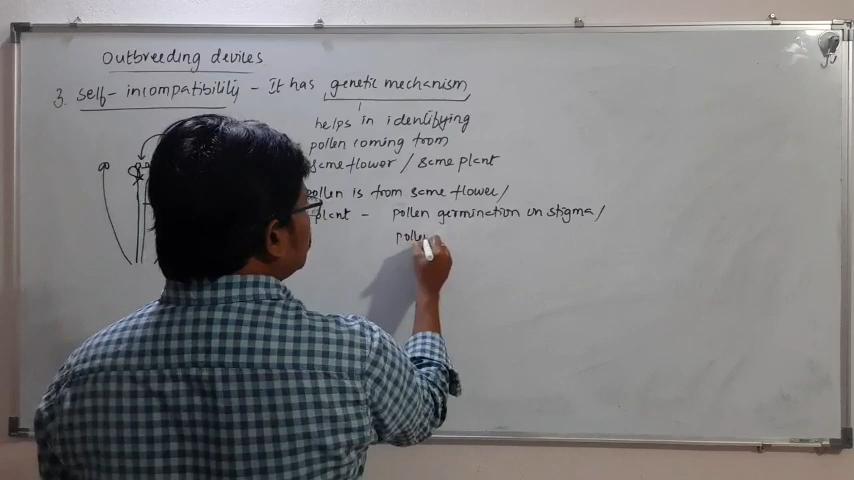 Outbreeding devices
3. Self-incompatibility - It has genetic mechanism
helps in identifying
pollen coming from
same flower / same plant
pollen is from same flower/
plant - pollen germination on stigma /
polle